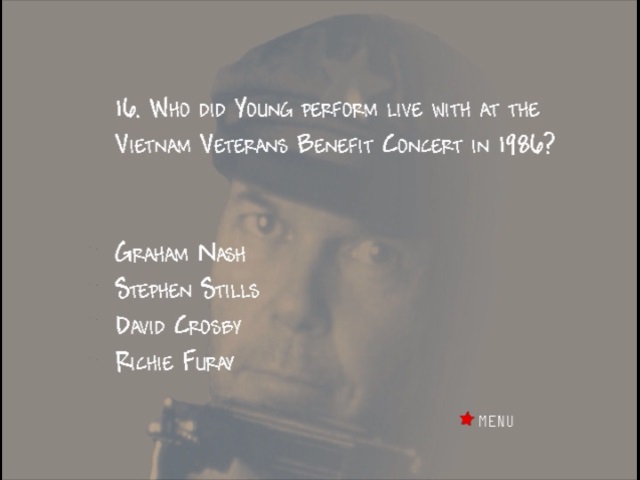 16. Who did Young perform live with at the
Vietnam Veterans Benefit Concert in 1986?
Graham Nash
Stephen Stills
David Crosby
Richie Furay
MENU